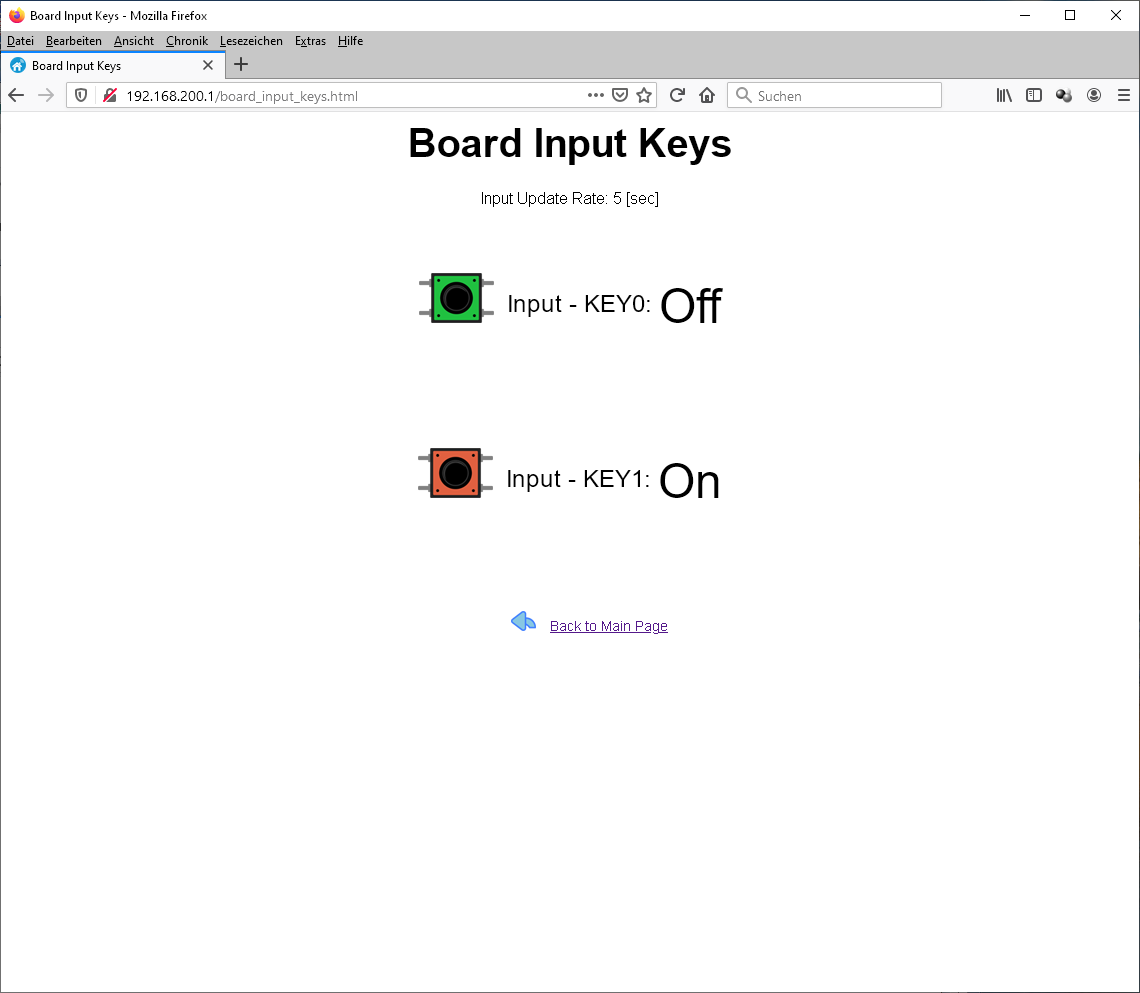 Board Input Keys - Mozilla Firefox
Datei Bearbeiten Ansicht Chronik Lesezeichen Extras Hilfe
Board Input Keys
192.168.200.1/board_input_keys.html
Suchen
Board Input Keys
Input Update Rate: 5 [sec]
Input - KEY0: Off
Input - KEY1: On
Back to Main Page